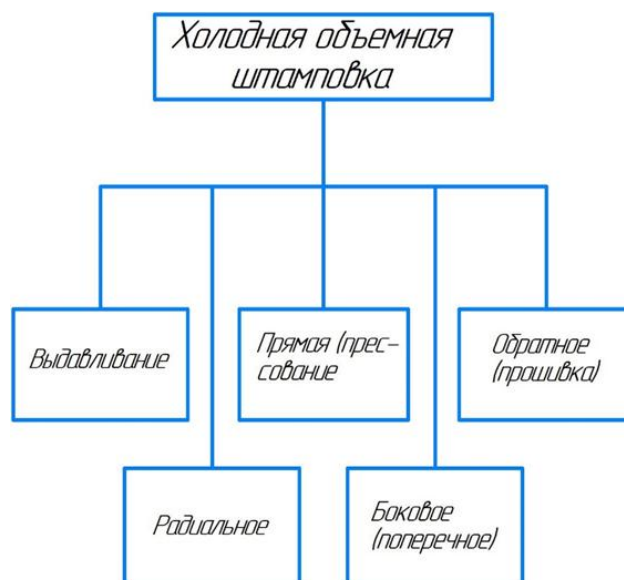 Холодная объемная
штамповка
Выдавливание
Прямая (прес-
сование
Обратное
(прошивка)
Радиальное
Боковое
(поперечное)